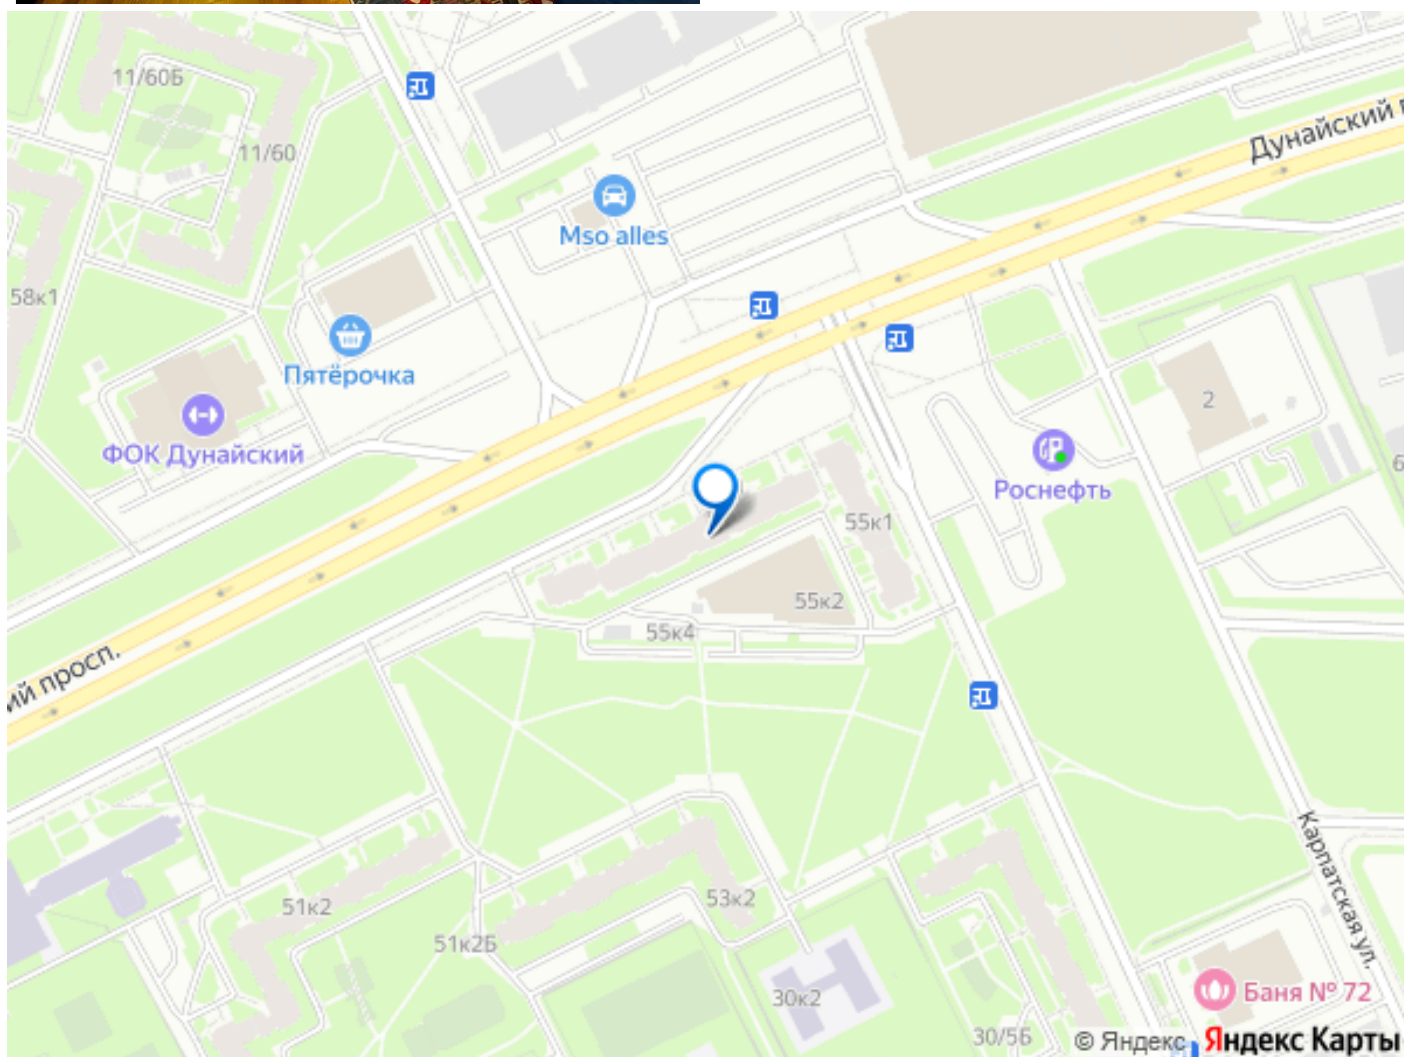 11/60Б
11/60
Дунайский п
Mso alles
58к1
Пятёрочка
2
ФОК Дунайский
6
Роснефть
55к1
55к2
55к4
ий просп.
Карпатская ул.
51к2
53к2
51к2Б
30к2
Баня № 72
30/5Б
© Яндекс Яндекс Карты